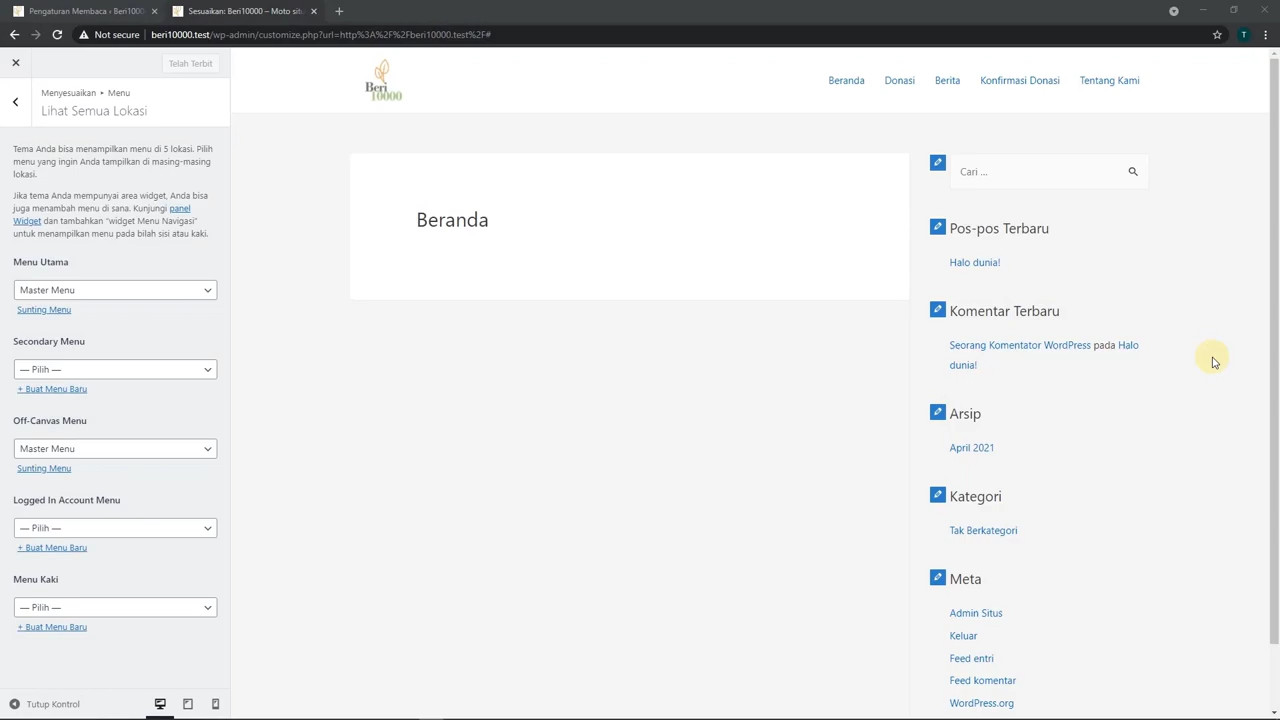 Pengaturan Membaca ‹ Beri10000
Sesuaikan: Beri10000 – Moto situ
Not secure
beri10000.test/wp-admin/customize.php?url=http%3A%2F%2Fberi10000.test%2F#
T
Telah Terbit
Menyesuaikan ▸ Menu
Lihat Semua Lokasi
Tema Anda bisa menampilkan menu di 5 lokasi. Pilih
menu yang ingin Anda tampilkan di masing-masing
lokasi.
Jika tema Anda mempunyai area widget, Anda bisa
juga menambah menu di sana. Kunjungi panel
Widget dan tambahkan “widget Menu Navigasi”
untuk menampilkan menu pada bilah sisi atau kaki.
Menu Utama
Master Menu
Sunting Menu
Secondary Menu
— Pilih —
+ Buat Menu Baru
Off-Canvas Menu
Master Menu
Sunting Menu
Logged In Account Menu
— Pilih —
+ Buat Menu Baru
Menu Kaki
— Pilih —
+ Buat Menu Baru
Tutup Kontrol
Beri
10000
Beranda
Donasi
Berita
Konfirmasi Donasi
Tentang Kami
Beranda
Cari ...
Pos-pos Terbaru
Halo dunia!
Komentar Terbaru
Seorang Komentator WordPress pada Halo
dunia!
Arsip
April 2021
Kategori
Tak Berkategori
Meta
Admin Situs
Keluar
Feed entri
Feed komentar
WordPress.org